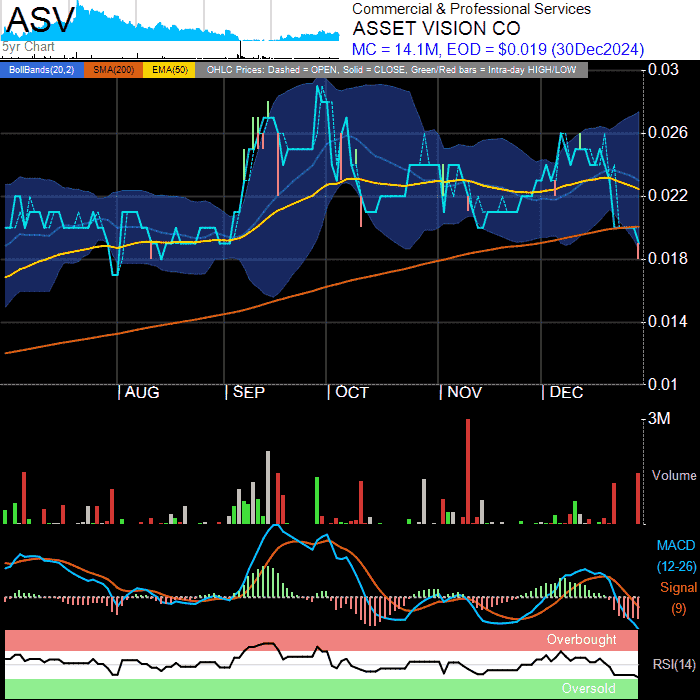 ASV
5yr Chart
Commercial & Professional Services
ASSET VISION CO
MC = 14.1M, EOD = $0.019 (30Dec2024)
BollBands(20,2) SMA(200) EMA(50) OHLC Prices: Dashed = OPEN, Solid = CLOSE, Green/Red bars = Intra-day HIGH/LOW
0.03
0.026
0.022
0.018
0.014
0.01
AUG SEP OCT NOV DEC
3M
Volume
MACD
(12-26)
Signal
(9)
Overbought
RSI(14)
Oversold